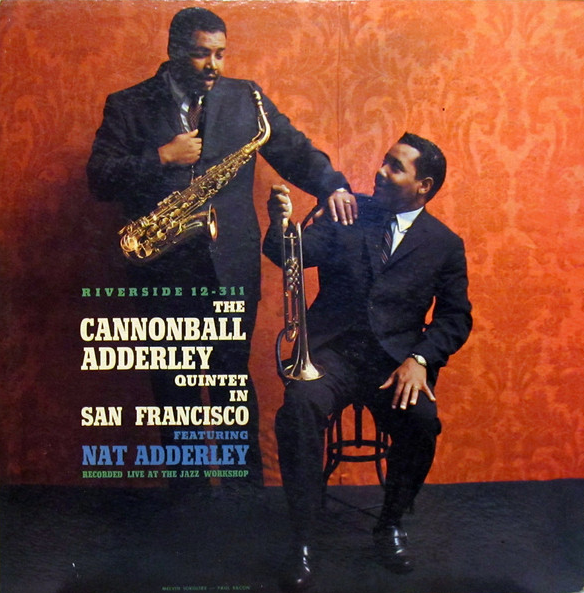 RIVERSIDE 12-311
THE
CANNONBALL
ADDERLEY
QUINTET
IN
SAN FRANCISCO
FEATURING
NAT ADDERLEY
RECORDED LIVE AT THE JAZZ WORKSHOP